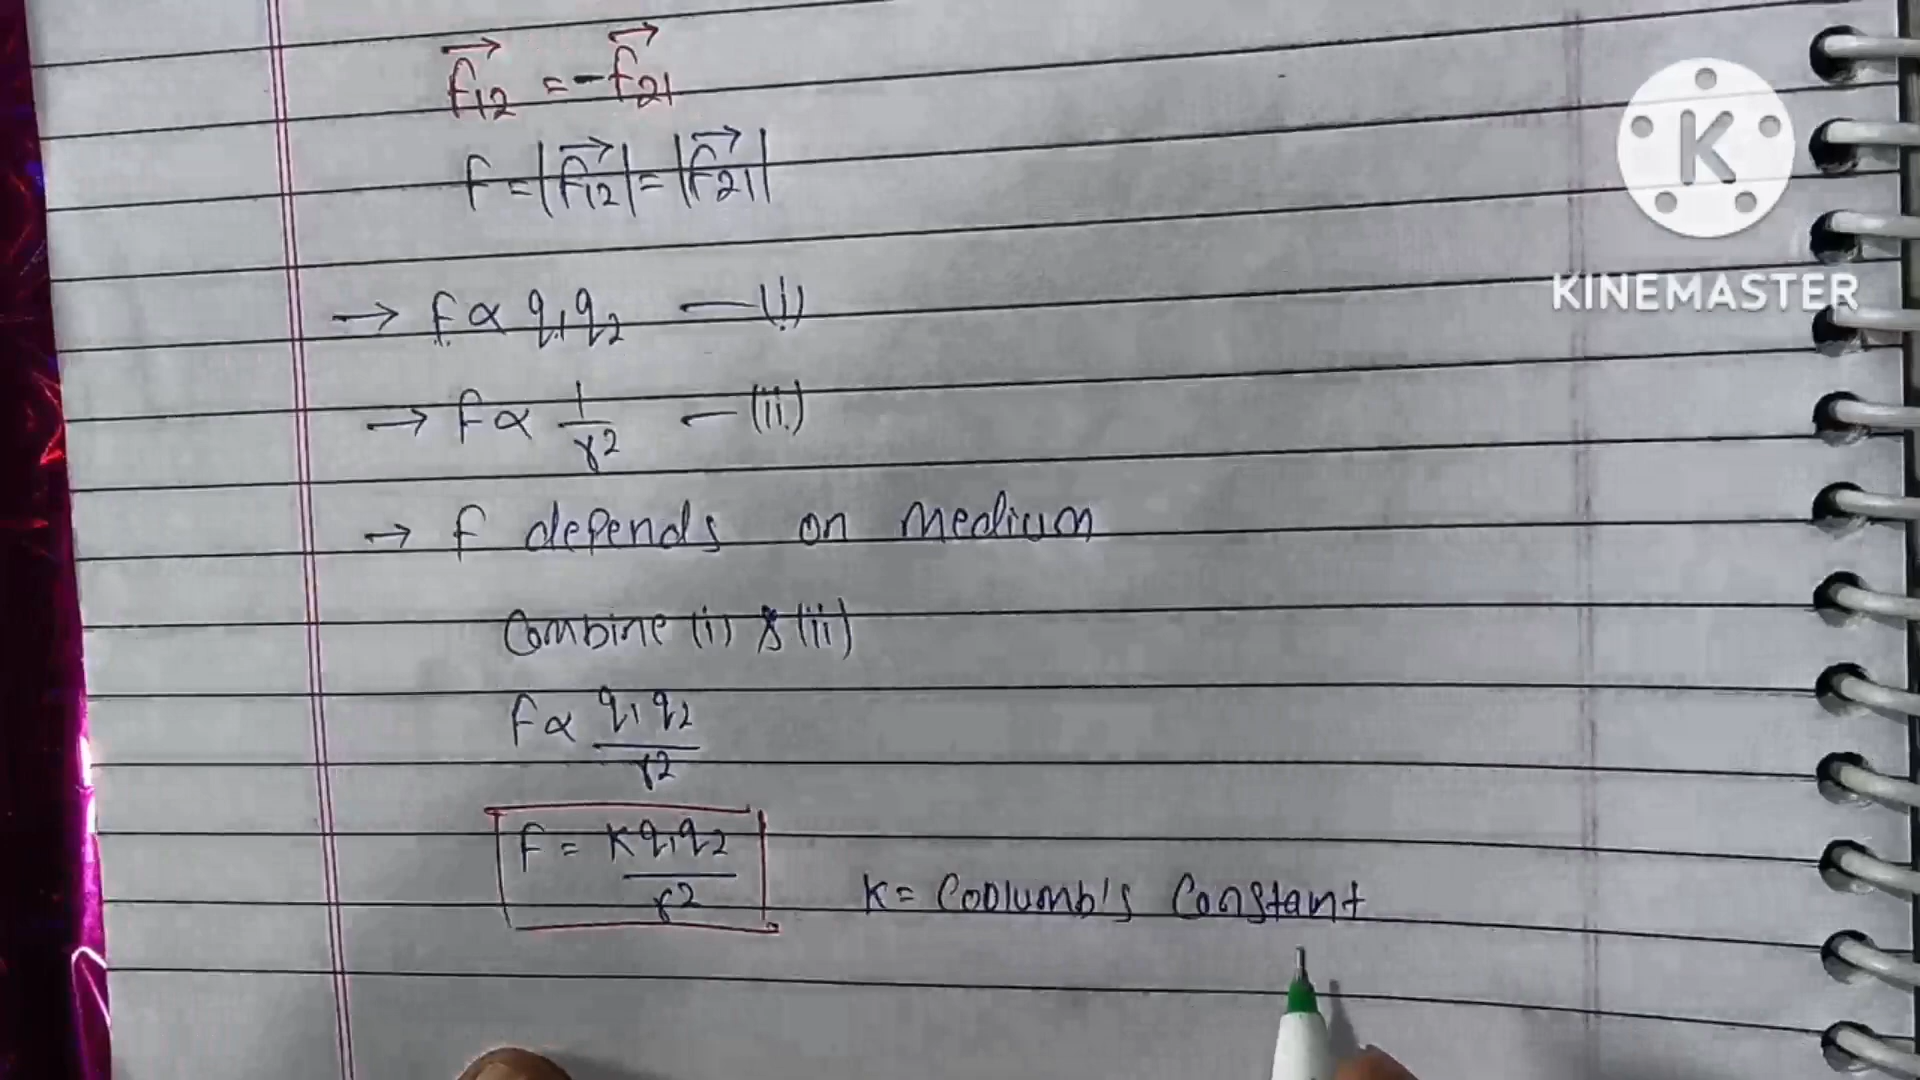 f₁₂ = -f₂₁
f = |f₁₂| = |f₂₁|
→ f ∝ q₁q₂ — (i)
→ f ∝ 1/r² — (ii)
→ f depends on medium
Combine (i) & (ii)
f ∝ q₁q₂/r²
f = Kq₁q₂/r²
K = Coolumb's Constant
K
KINEMASTER